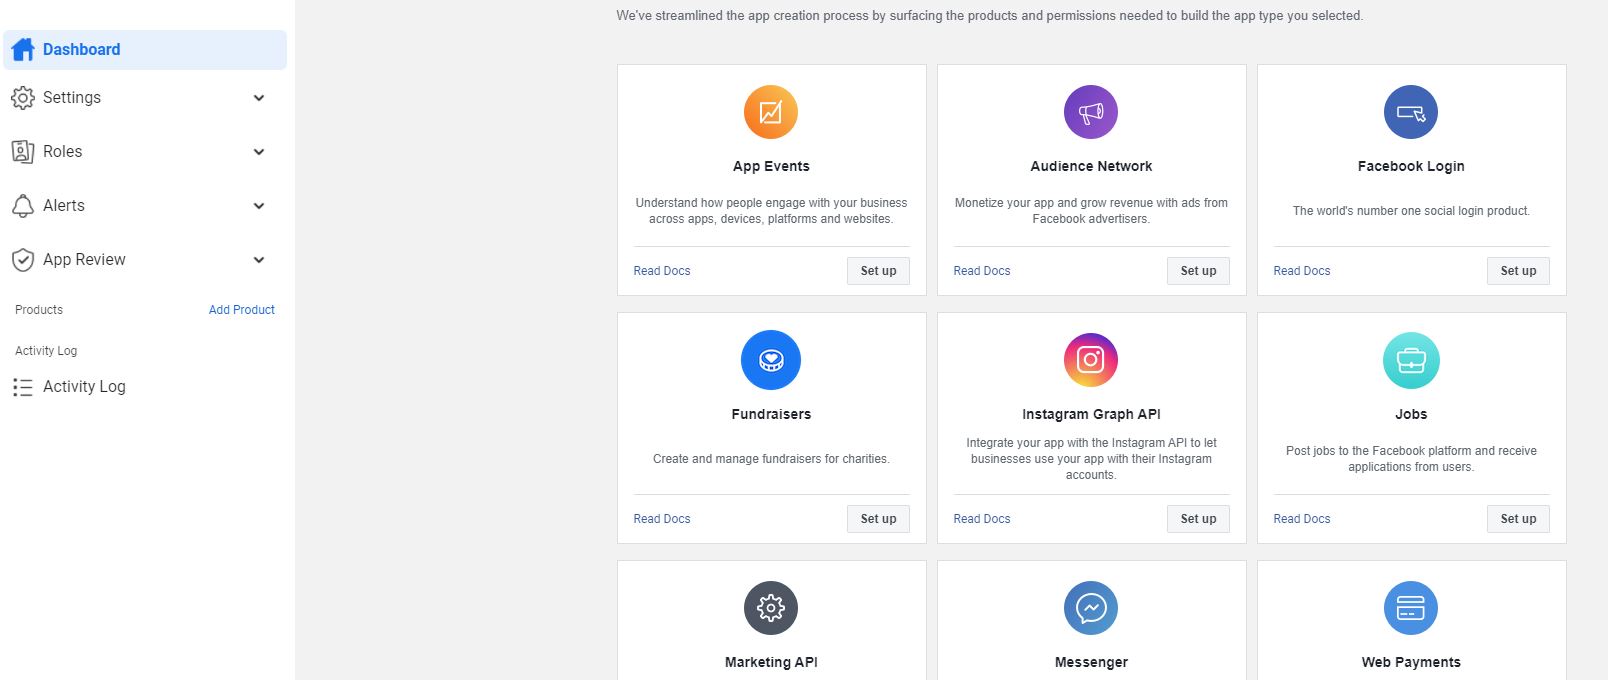 Dashboard
Settings
Roles
Alerts
App Review
Products
Add Product
Activity Log
Activity Log
We've streamlined the app creation process by surfacing the products and permissions needed to build the app type you selected.
App Events
Understand how people engage with your business
across apps, devices, platforms and websites.
Read Docs
Set up
Audience Network
Monetize your app and grow revenue with ads from
Facebook advertisers.
Read Docs
Set up
Facebook Login
The world's number one social login product.
Read Docs
Set up
Fundraisers
Create and manage fundraisers for charities.
Read Docs
Set up
Instagram Graph API
Integrate your app with the Instagram API to let
businesses use your app with their Instagram
accounts.
Read Docs
Set up
Jobs
Post jobs to the Facebook platform and receive
applications from users.
Read Docs
Set up
Marketing API
Messenger
Web Payments